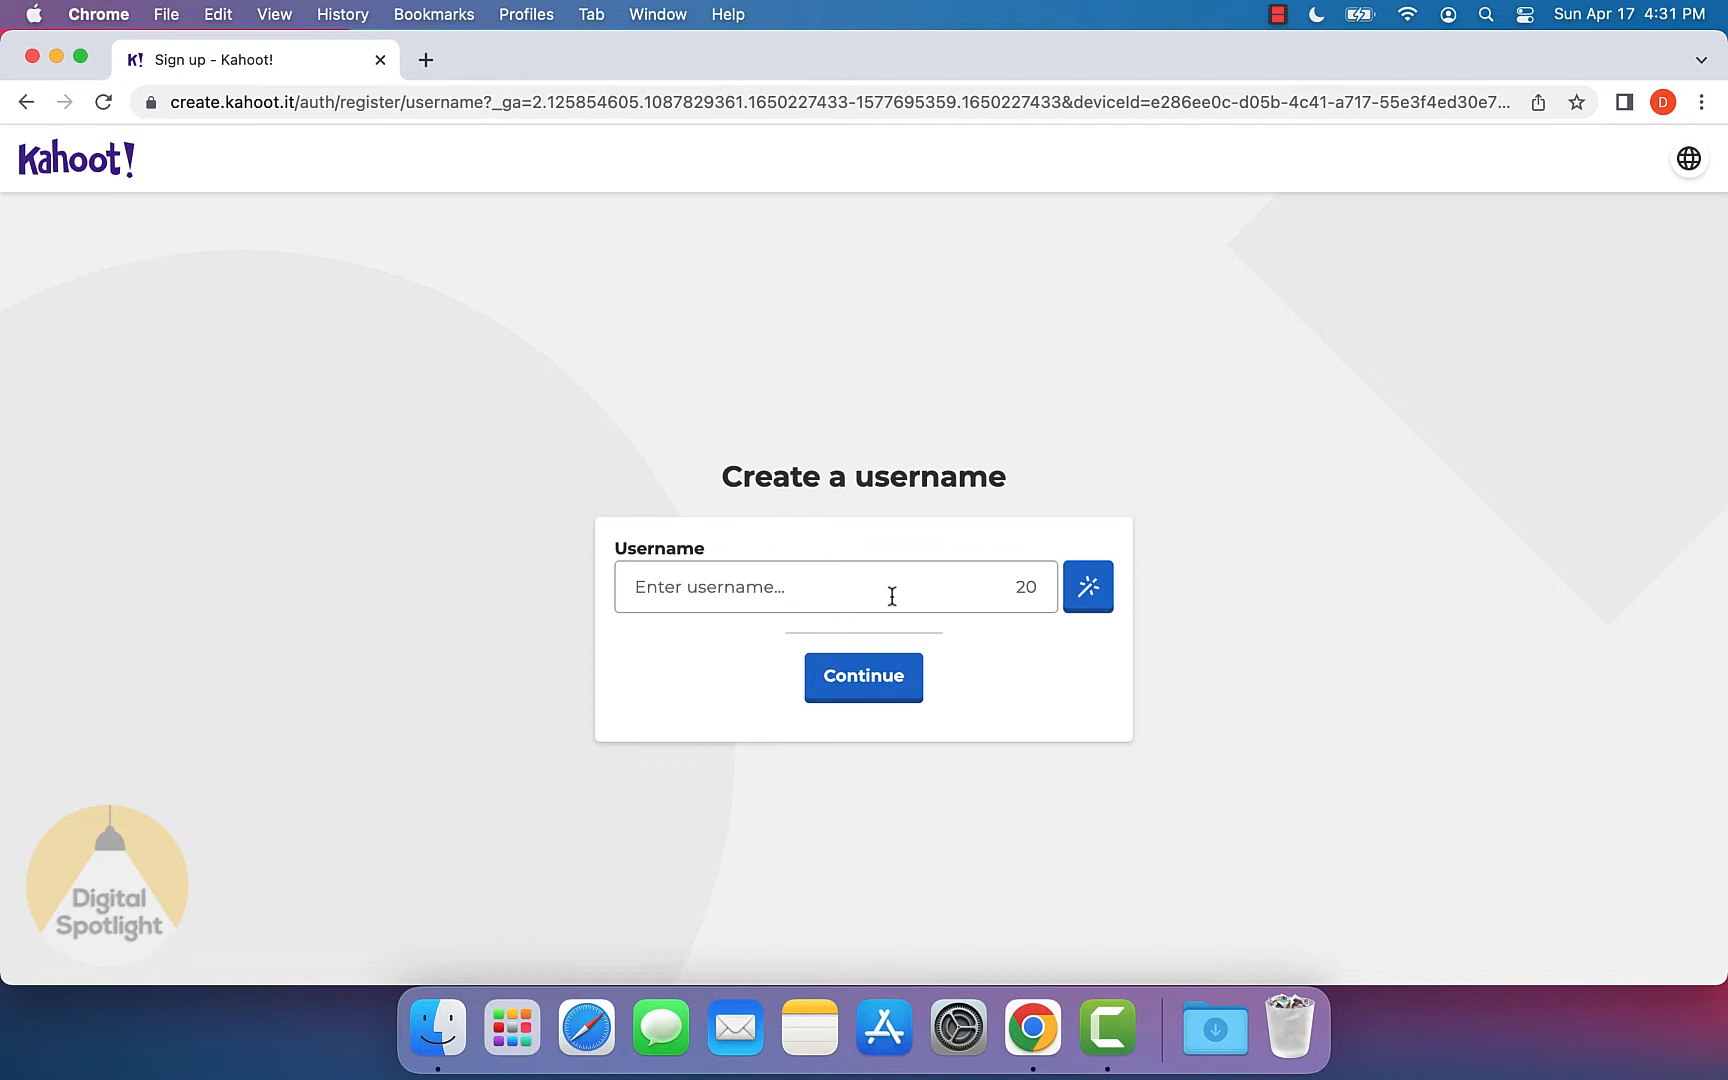 Chrome File Edit View History Bookmarks Profiles Tab Window Help Sun Apr 17 4:31 PM
K! Sign up - Kahoot!
create.kahoot.it/auth/register/username?_ga=2.125854605.1087829361.1650227433-1577695359.1650227433&deviceId=e286ee0c-d05b-4c41-a717-55e3f4ed30e7... D
Kahoot!
Create a username
Username
Enter username... 20
Continue
Digital
Spotlight